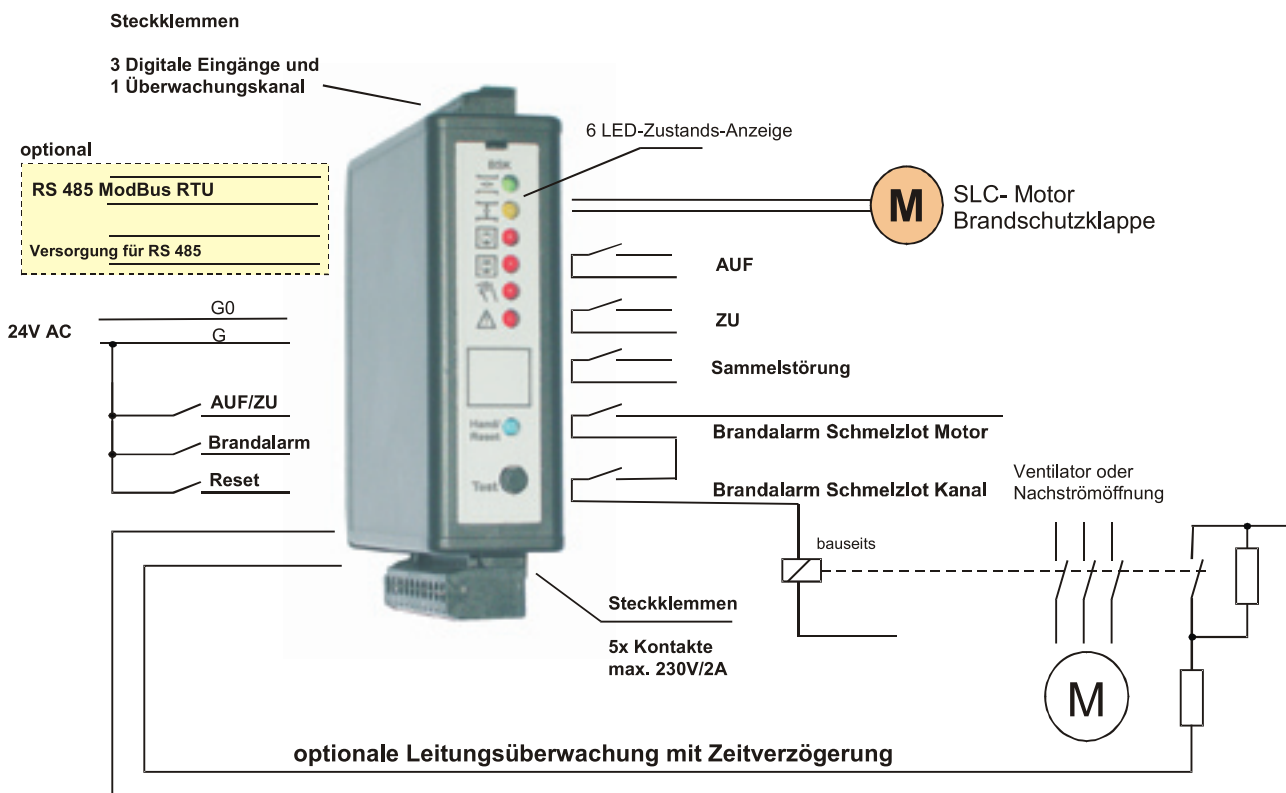 Steckklemmen
3 Digitale Eingänge und
1 Überwachungskanal
6 LED-Zustands-Anzeige
optional
RS 485 ModBus RTU
Versorgung für RS 485
BSK
M
SLC- Motor
Brandschutzklappe
AUF
ZU
Sammelstörung
24V AC
G0
G
AUF/ZU
Brandalarm
Reset
Hand/
Reset
Test
Brandalarm Schmelzlot Motor
Brandalarm Schmelzlot Kanal
Ventilator oder
Nachströmöffnung
bauseits
Steckklemmen
5x Kontakte
max. 230V/2A
M
optionale Leitungsüberwachung mit Zeitverzögerung